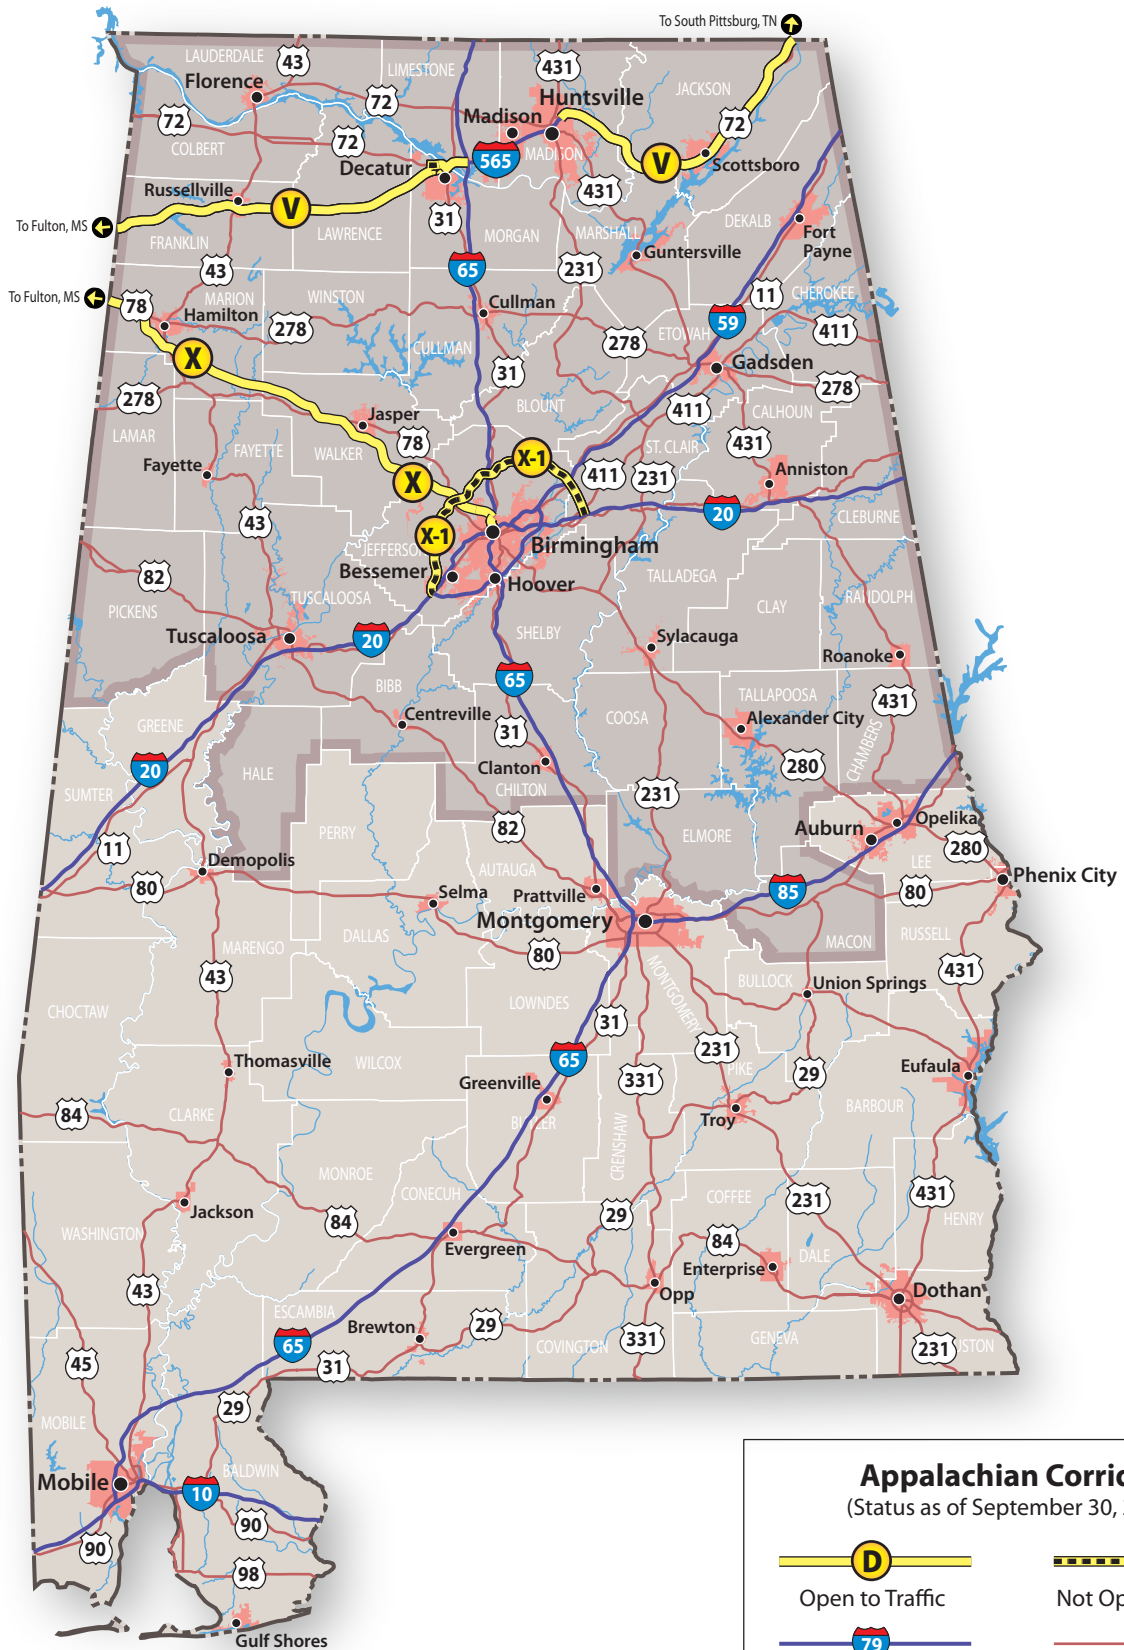 To South Pittsburg, TN
LAUDERDALE
43
LIMESTONE
431
JACKSON
Florence
72
Huntsville
72
Madison
72
72
COLBERT
565
MADISON
V
Scottsboro
Decatur
Russellville
431
V
31
To Fulton, MS
FRANKLIN
LAWRENCE
MORGAN
MARSHALL
DEKALB
Fort
Payne
Guntersville
43
65
231
To Fulton, MS
78
MARION
WINSTON
11
CHEROKEE
Hamilton
Cullman
278
59
411
278
ETOWAH
X
CULLMAN
Gadsden
31
278
278
BLOUNT
411
CALHOUN
Jasper
LAMAR
78
431
FAYETTE
WALKER
ST. CLAIR
X-1
Fayette
411
231
Anniston
X
20
43
CLEBURNE
X-1
JEFFERSON
Birmingham
82
Bessemer
Hoover
TALLADEGA
PICKENS
TUSCALOOSA
CLAY
RANDOLPH
Tuscaloosa
20
SHELBY
Sylacauga
Roanoke
65
BIBB
TALLAPOOSA
431
GREENE
Centreville
COOSA
Alexander City
31
CHAMBERS
20
HALE
Clanton
280
CHILTON
SUMTER
231
PERRY
82
ELMORE
Auburn
Opelika
11
280
Demopolis
AUTAUGA
LEE
Phenix City
80
Selma
Prattville
85
80
Montgomery
MARENGO
DALLAS
MACON
RUSSELL
80
43
MONTGOMERY
BULLOCK
431
Union Springs
CHOCTAW
LOWNDES
31
Thomasville
WILCOX
65
231
PIKE
Eufaula
Greenville
331
29
84
CLARKE
BUTLER
Troy
BARBOUR
CRENSHAW
MONROE
CONECUH
COFFEE
231
431
Jackson
84
29
HENRY
WASHINGTON
Evergreen
84
DALE
Enterprise
43
Opp
Dothan
ESCAMBIA
Brewton
29
65
331
GENEVA
COVINGTON
231
USTON
45
31
29
MOBILE
BALDWIN
Mobile
10
90
90
98
Gulf Shores
Appalachian Corrid
(Status as of September 30,
D
Open to Traffic
Not Op
79